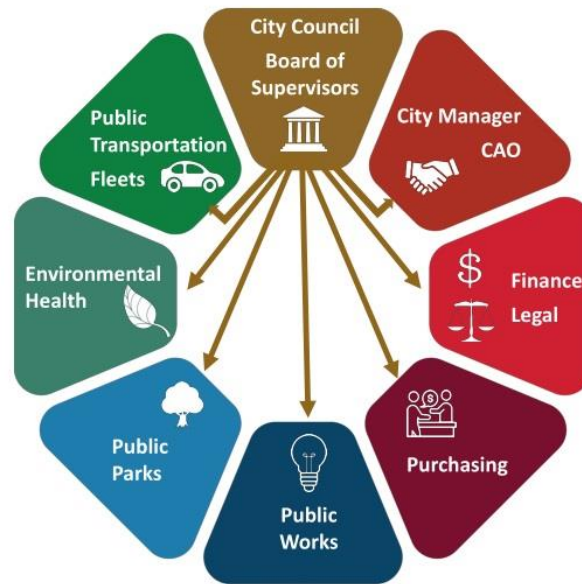 City Council
Board of
Supervisors
City Manager
CAO
$
Finance
Legal
$
Purchasing
Public
Works
Public
Parks
Environmental
Health
Public
Transportation
Fleets